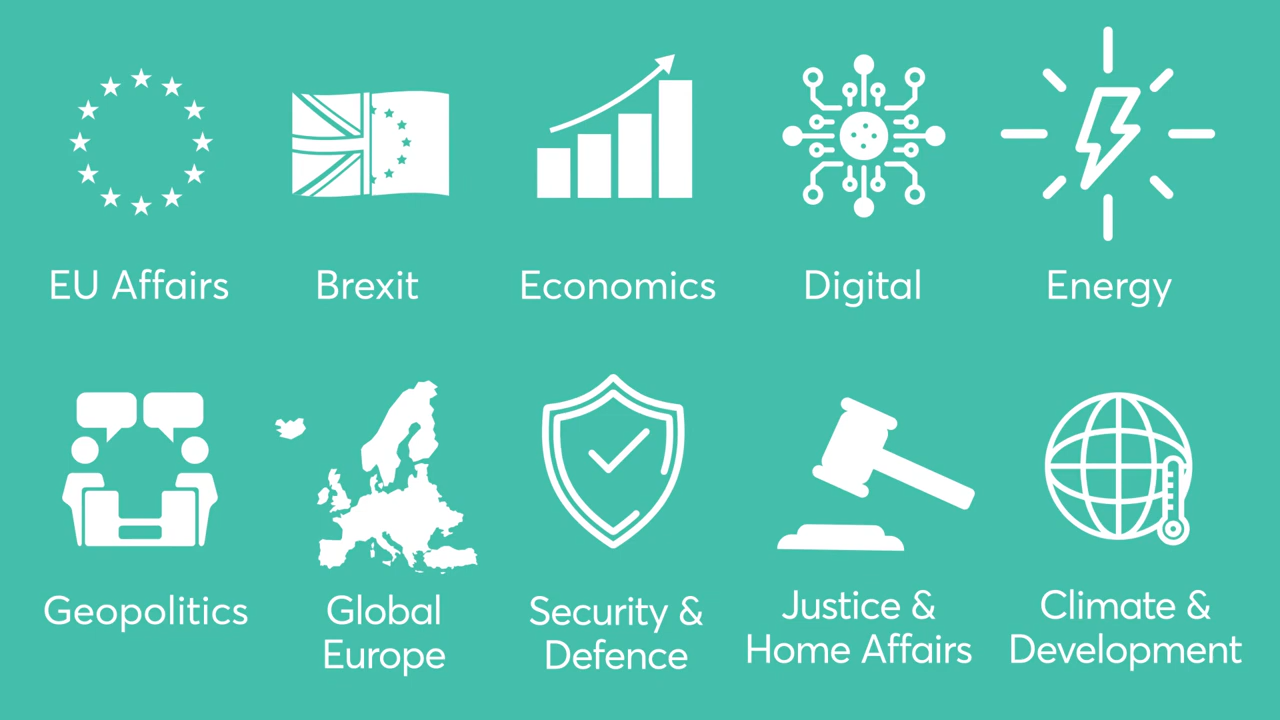 EU Affairs
Brexit
Economics
Digital
Energy
Geopolitics
Global
Europe
Security &
Defence
Justice &
Home Affairs
Climate &
Development